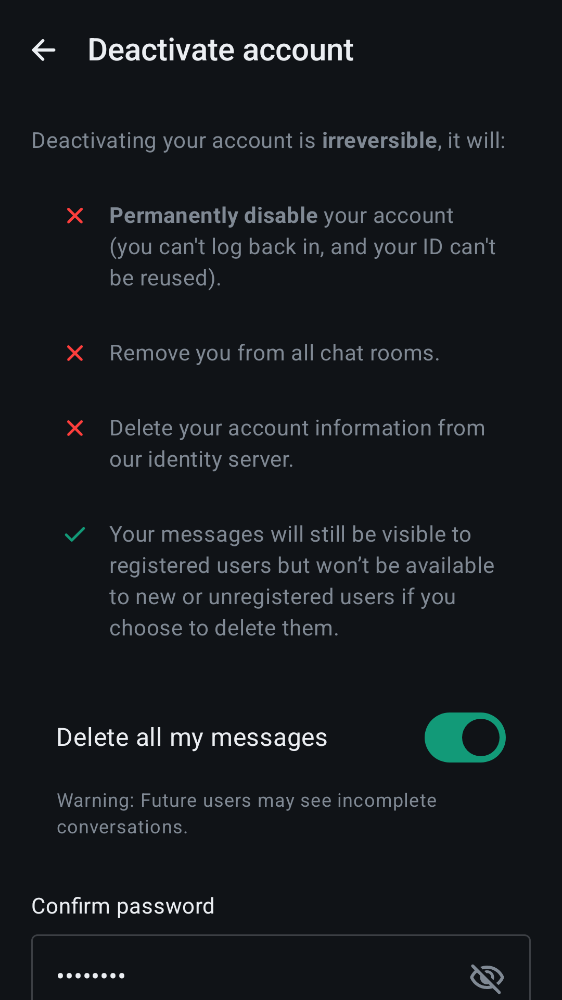 Deactivate account
Deactivating your account is irreversible, it will:
Permanently disable your account
(you can't log back in, and your ID can't
be reused).
Remove you from all chat rooms.
Delete your account information from
our identity server.
Your messages will still be visible to
registered users but won’t be available
to new or unregistered users if you
choose to delete them.
Delete all my messages
Warning: Future users may see incomplete
conversations.
Confirm password
••••••••